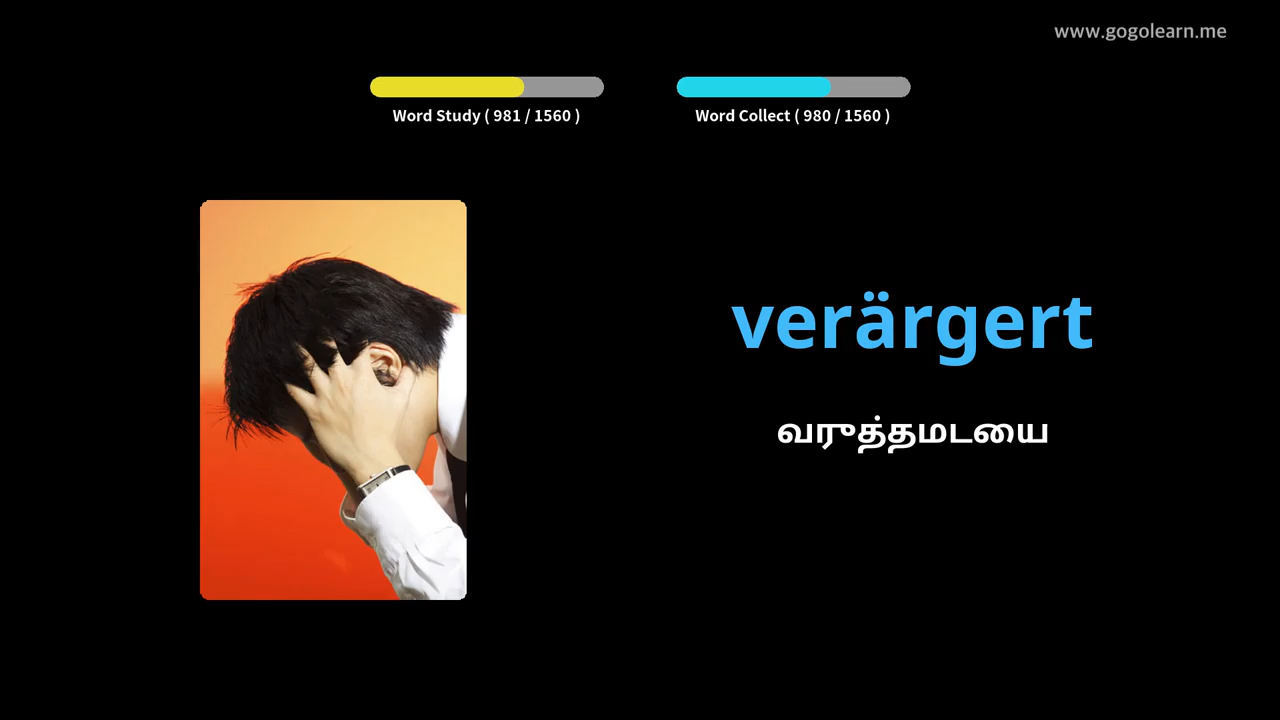 www.gogolearn.me
Word Study ( 981 / 1560 )
Word Collect ( 980 / 1560 )
verärgert
வருத்தமடயை